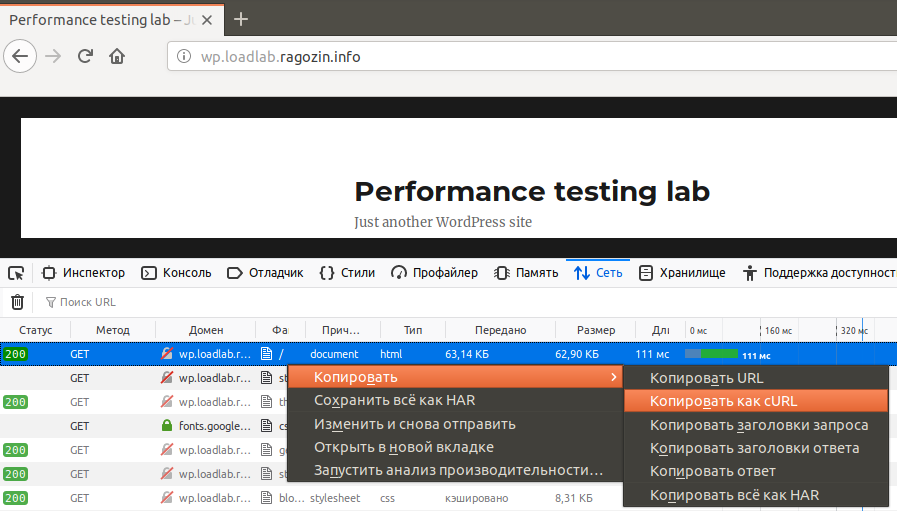 Performance testing lab – Ju
wp.loadlab.ragozin.info
Performance testing lab
Just another WordPress site
Инспектор Консоль Отладчик Стили Профайлер Память Сеть Хранилище Поддержка доступност
Поиск URL
Статус Метод Домен Фа Прич… Тип Передано Размер Дл 0 мс 160 мс 320 мс
200 GET wp.loadlab.r… / document html 63,14 КБ 62,90 КБ 111 мс 111 мс
GET wp.loadlab.r… st
200 GET wp.loadlab.r… th
GET fonts.google… cs
200 GET wp.loadlab.r… ge
200 GET wp.loadlab.r… st
200 GET wp.loadlab.r… blo… stylesheet css кэшировано 8,31 КБ
Копировать
Сохранить всё как HAR
Изменить и снова отправить
Открыть в новой вкладке
Запустить анализ производительности…
Копировать URL
Копировать как cURL
Копировать заголовки запроса
Копировать заголовки ответа
Копировать ответ
Копировать всё как HAR